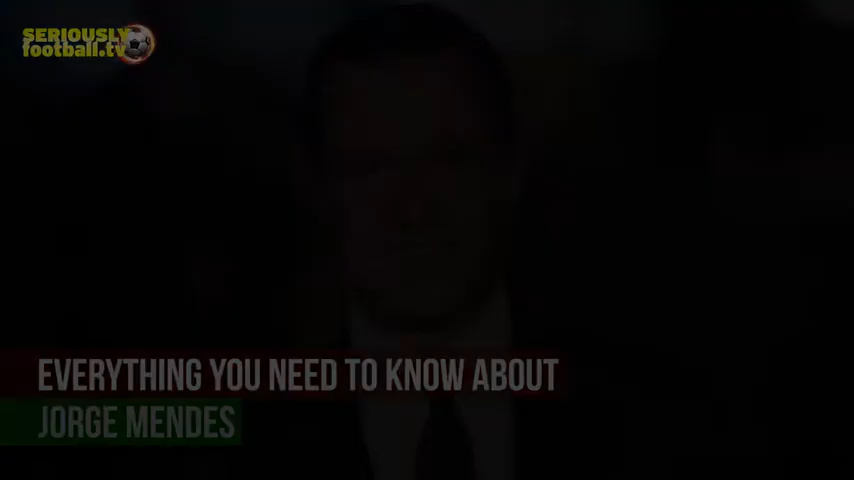 SERIOUSLY
football.tv
EVERYTHING YOU NEED TO KNOW ABOUT
JORGE MENDES